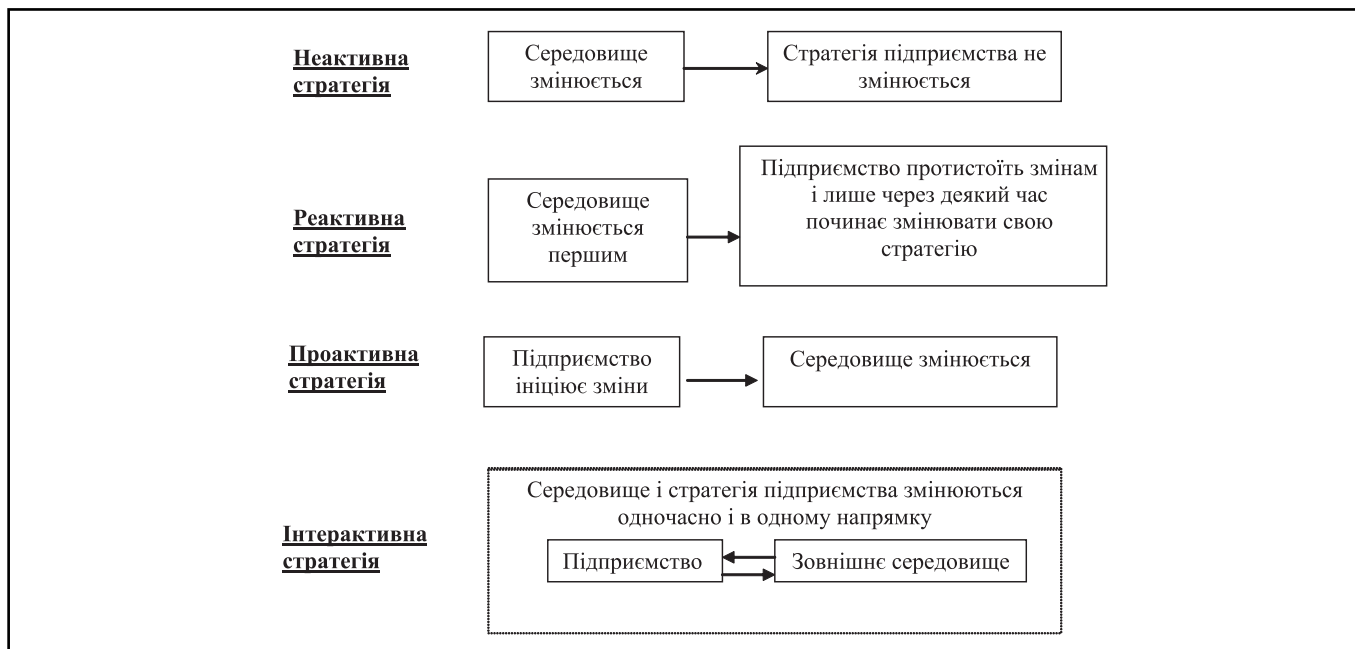 Неактивна
стратегія
Середовище
змінюється
Стратегія підприємства не
змінюється
Реактивна
стратегія
Середовище
змінюється
першим
Підприємство протистоїть змінам
і лише через деякий час
починає змінювати свою
стратегію
Проактивна
стратегія
Підприємство
ініціює зміни
Середовище змінюється
Інтерактивна
стратегія
Середовище і стратегія підприємства змінюються
одночасно і в одному напрямку
Підприємство
Зовнішнє середовище